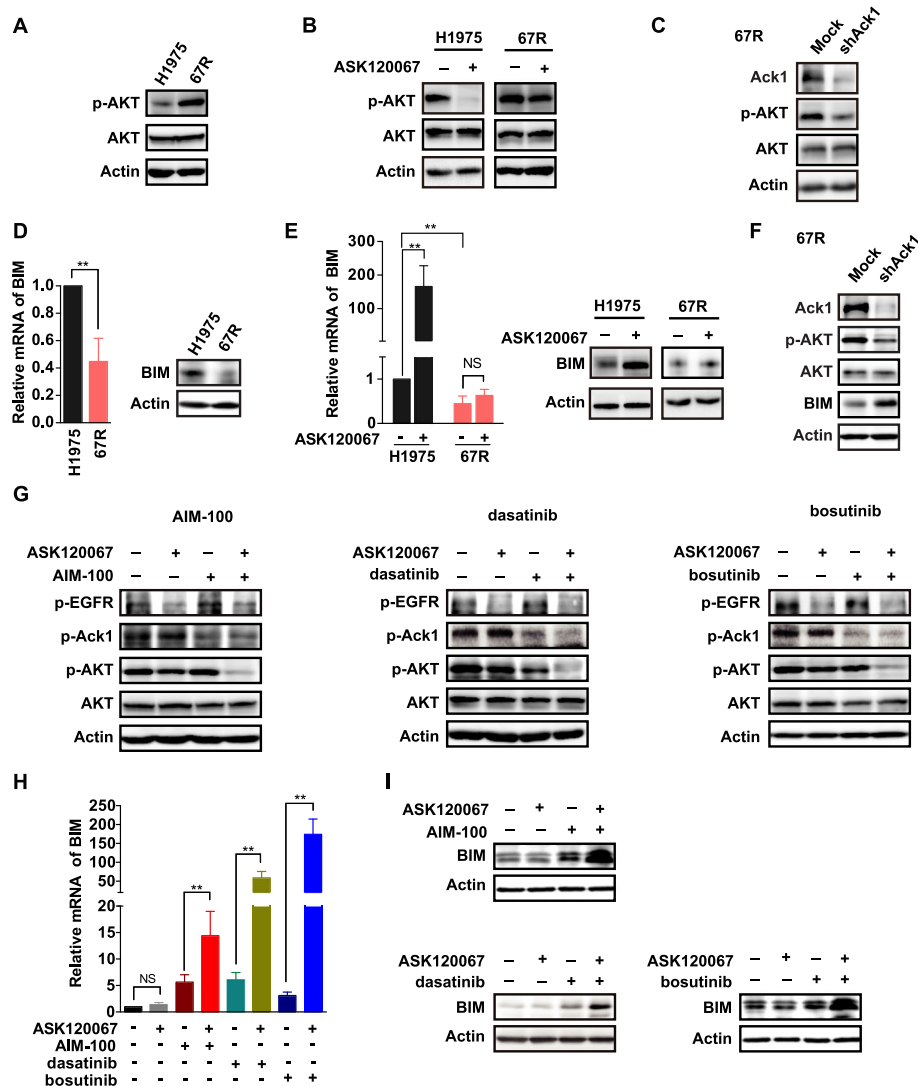 A
H1975
67R
p-AKT
AKT
Actin
B
H1975 67R
ASK120067 – + – +
p-AKT
AKT
Actin
C
67R
Mock
shAck1
Ack1
p-AKT
AKT
Actin
D
Relative mRNA of BIM
**
1.0
0.8
0.6
0.4
0.2
0.0
H1975
67R
H1975
67R
BIM
Actin
E
Relative mRNA of BIM
**
**
NS
300
200
100
1
0
ASK120067 - + - +
H1975 67R
H1975 67R
ASK120067 – + – +
BIM
Actin
F
67R
Mock
shAck1
Ack1
p-AKT
AKT
BIM
Actin
G
AIM-100
ASK120067 – + – +
AIM-100 – – + +
p-EGFR
p-Ack1
p-AKT
AKT
Actin
dasatinib
ASK120067 – + – +
dasatinib – – + +
p-EGFR
p-Ack1
p-AKT
AKT
Actin
bosutinib
ASK120067 – + – +
bosutinib – – + +
p-EGFR
p-Ack1
p-AKT
AKT
Actin
H
Relative mRNA of BIM
250
200
150
100
50
20
15
10
5
0
NS
**
**
**
ASK120067 – + – + – + – +
AIM-100 – – + + – – – –
dasatinib – – – – + + – –
bosutinib – – – – – – + +
I
ASK120067 – + – +
AIM-100 – – + +
BIM
Actin
ASK120067 – + – +
dasatinib – – + +
BIM
Actin
ASK120067 – + – +
bosutinib – – + +
BIM
Actin